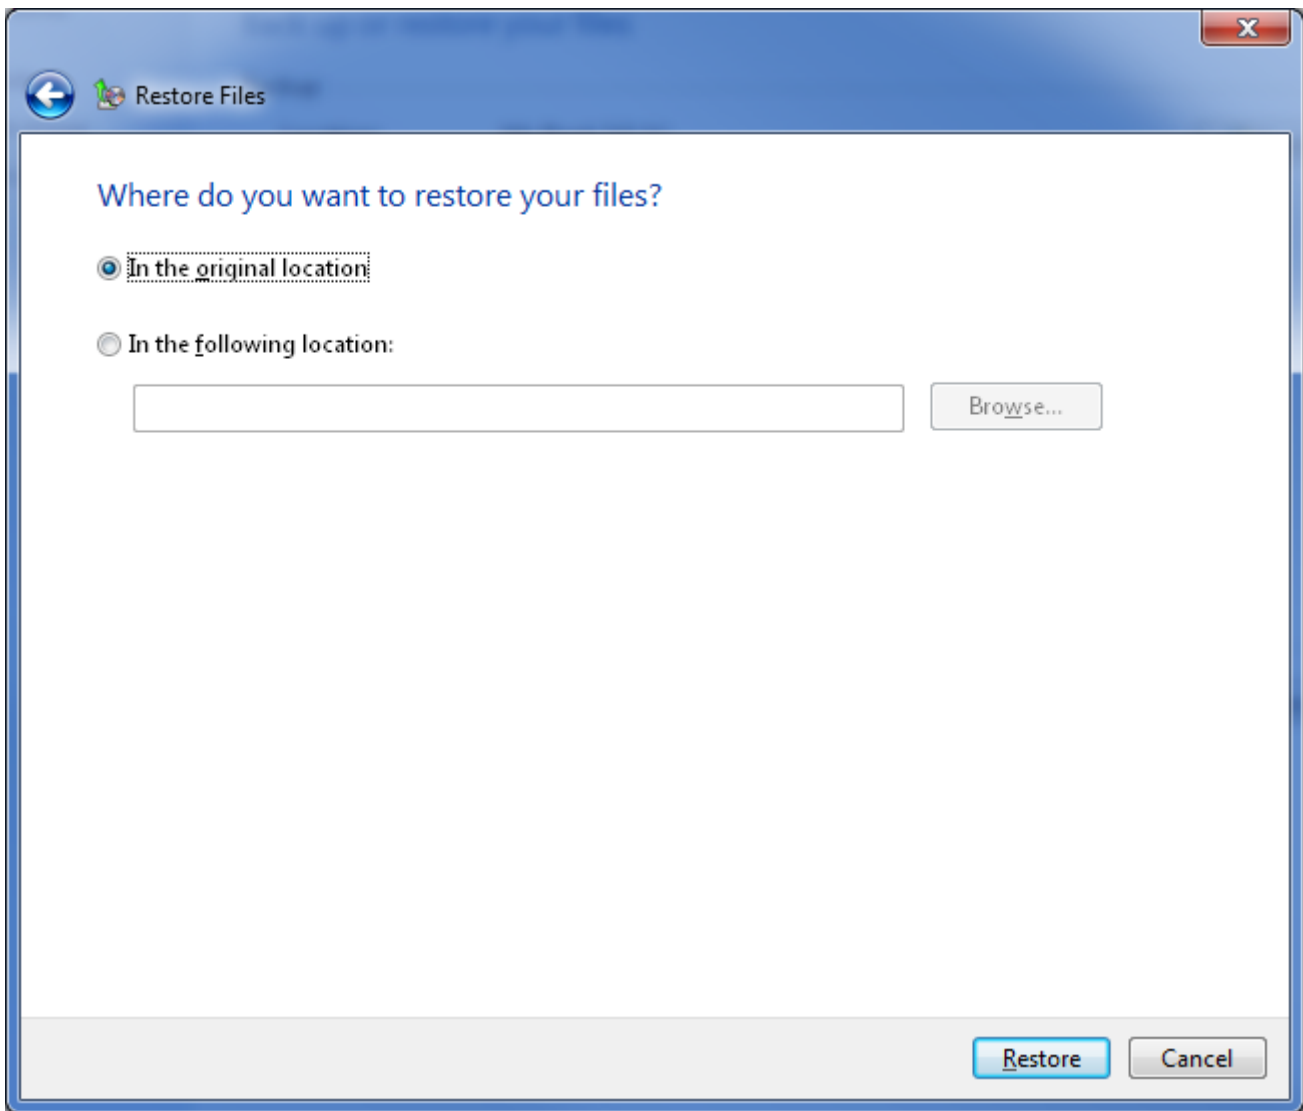 Restore Files
Where do you want to restore your files?
In the original location
In the following location:
Browse...
Restore
Cancel